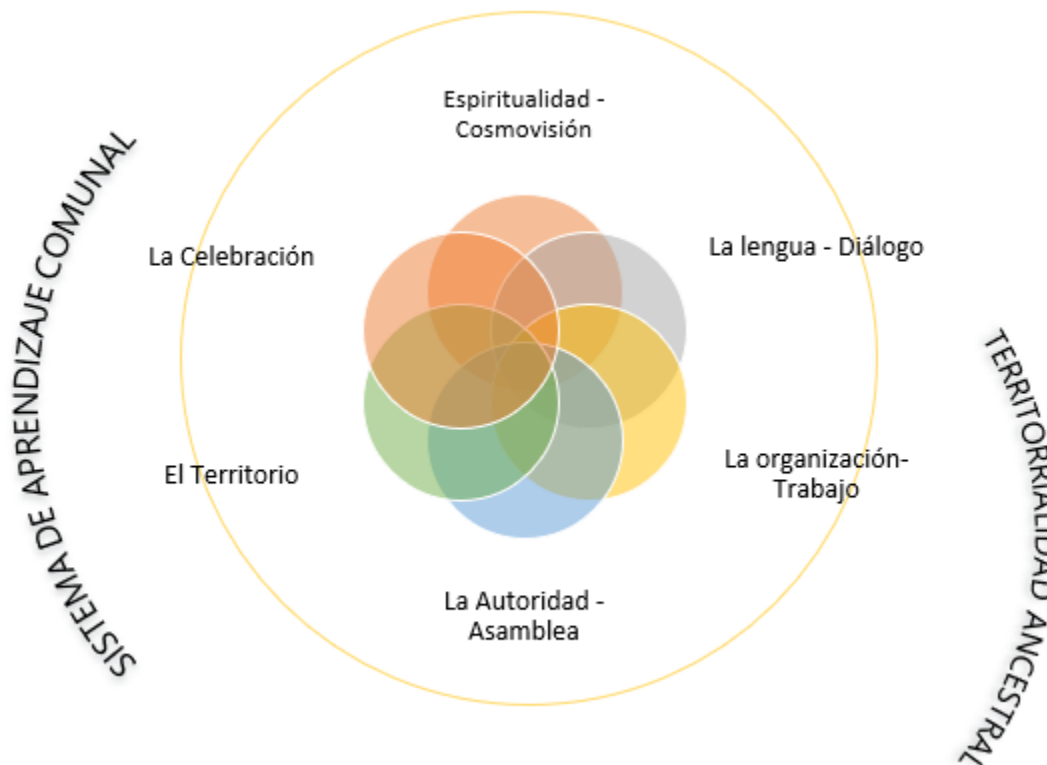 SISTEMA DE APRENDIZAJE COMUNAL
Espiritualidad -
Cosmovisión
La lengua - Diálogo
La organización-
Trabajo
La Autoridad -
Asamblea
El Territorio
La Celebración
TERRITORRIALIDAD ANCESTRAL